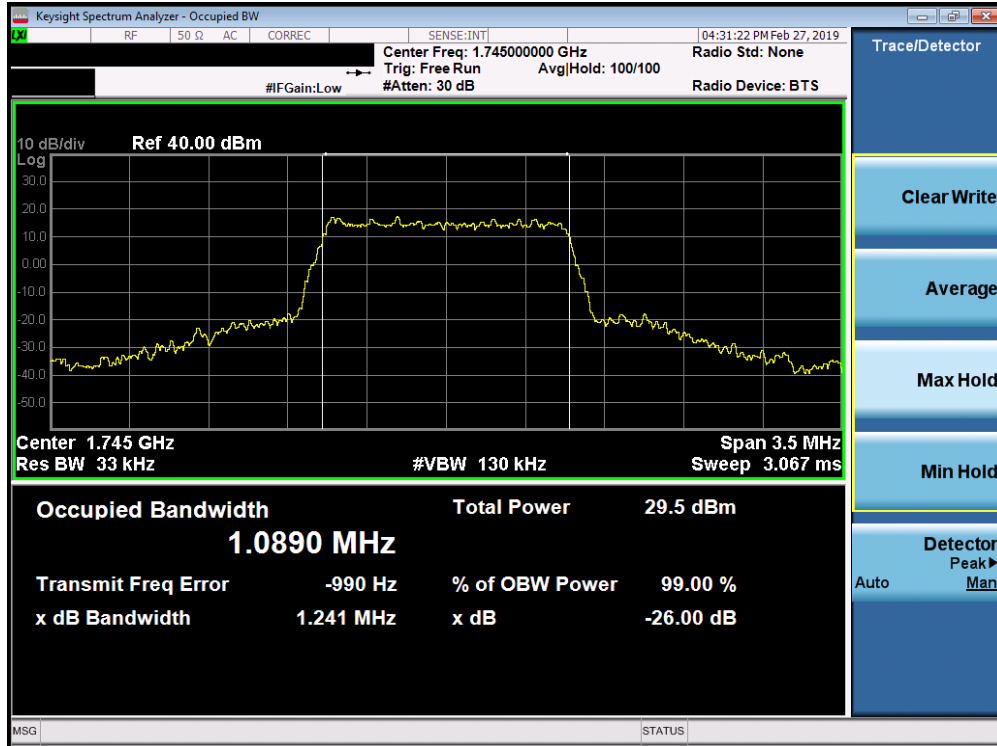 Keysight Spectrum Analyzer - Occupied BW
LXI RF 50 Ω AC CORREC SENSE:INT 04:31:22 PM Feb 27, 2019
Center Freq: 1.745000000 GHz Radio Std: None
Trig: Free Run Avg|Hold: 100/100
#IFGain:Low #Atten: 30 dB Radio Device: BTS
10 dB/div Ref 40.00 dBm
Log
30.0
20.0
10.0
0.00
-10.0
-20.0
-30.0
-40.0
-50.0
Center 1.745 GHz Span 3.5 MHz
Res BW 33 kHz #VBW 130 kHz Sweep 3.067 ms
Occupied Bandwidth Total Power 29.5 dBm
1.0890 MHz
Transmit Freq Error -990 Hz % of OBW Power 99.00 %
x dB Bandwidth 1.241 MHz x dB -26.00 dB
MSG STATUS
Trace/Detector
Clear Write
Average
Max Hold
Min Hold
Detector
Peak▶
Auto Man